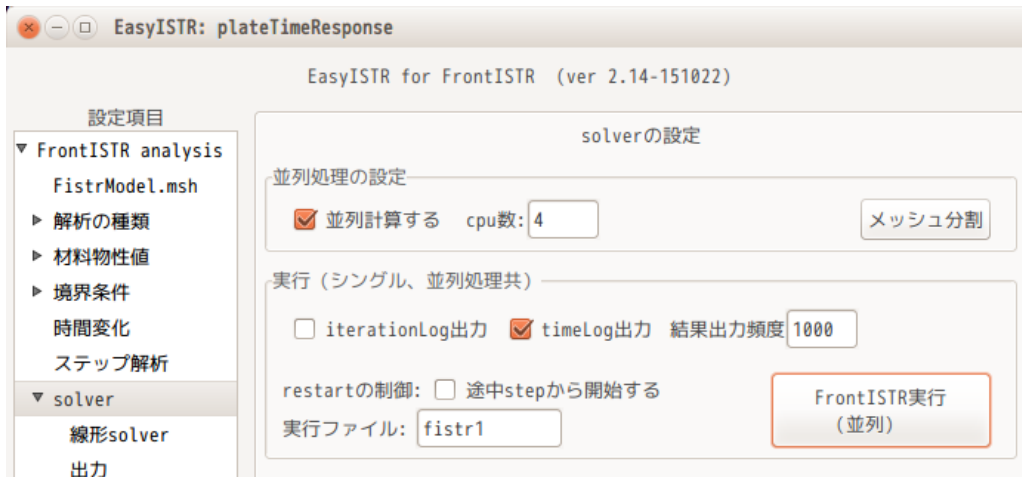 EasyISTR: plateTimeResponse
EasyISTR for FrontISTR (ver 2.14-151022)
設定項目
FrontISTR analysis
FistrModel.msh
解析の種類
材料物性値
境界条件
時間変化
ステップ解析
solver
線形solver
出力
solverの設定
並列処理の設定
並列計算する cpu数: 4 メッシュ分割
実行 (シングル、並列処理共)
iterationLog出力 timeLog出力 結果出力頻度 1000
restartの制御: 途中stepから開始する
実行ファイル: fistr1
FrontISTR実行
(並列)